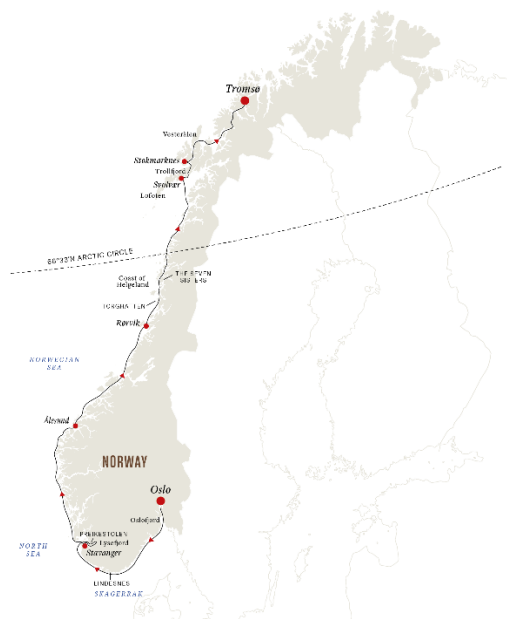 Tromsø
Vesterålen
Stokmarknes
Trollfjord
Svolvær
Lofoten
66°33'N ARCTIC CIRCLE
Coast of
Helgeland
THE SEVEN
SISTERS
TORGHATTEN
Rørvik
NORWEGIAN
SEA
Ålesund
NORWAY
Oslo
Oslofjord
PREIKESTOLEN
Lysefjord
NORTH
SEA
Stavanger
LINDESNES
SKAGERRAK